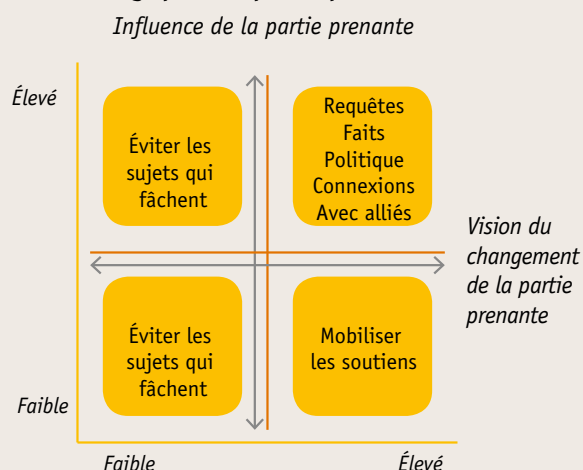 Influence de la partie prenante
Élevé
Éviter les
sujets qui
fâchent
Requêtes
Faits
Politique
Connexions
Avec alliés
Vision du
changement
de la partie
prenante
Éviter les
sujets qui
fâchent
Mobiliser
les soutiens
Faible
Faible
Élevé